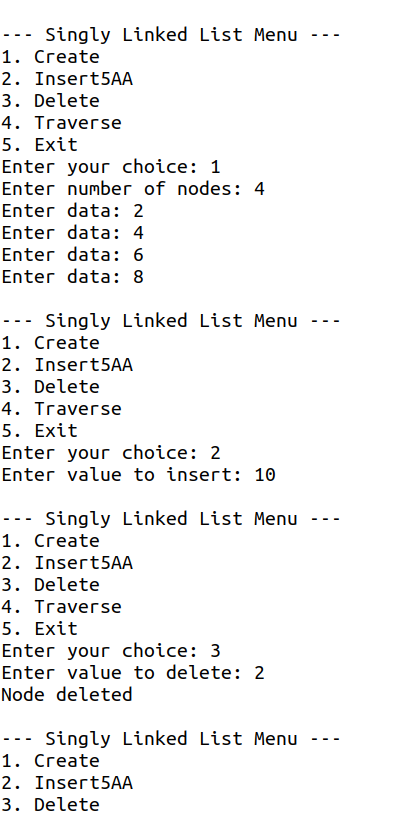 --- Singly Linked List Menu ---
1. Create
2. Insert5AA
3. Delete
4. Traverse
5. Exit
Enter your choice: 1
Enter number of nodes: 4
Enter data: 2
Enter data: 4
Enter data: 6
Enter data: 8

--- Singly Linked List Menu ---
1. Create
2. Insert5AA
3. Delete
4. Traverse
5. Exit
Enter your choice: 2
Enter value to insert: 10

--- Singly Linked List Menu ---
1. Create
2. Insert5AA
3. Delete
4. Traverse
5. Exit
Enter your choice: 3
Enter value to delete: 2
Node deleted

--- Singly Linked List Menu ---
1. Create
2. Insert5AA
3. Delete